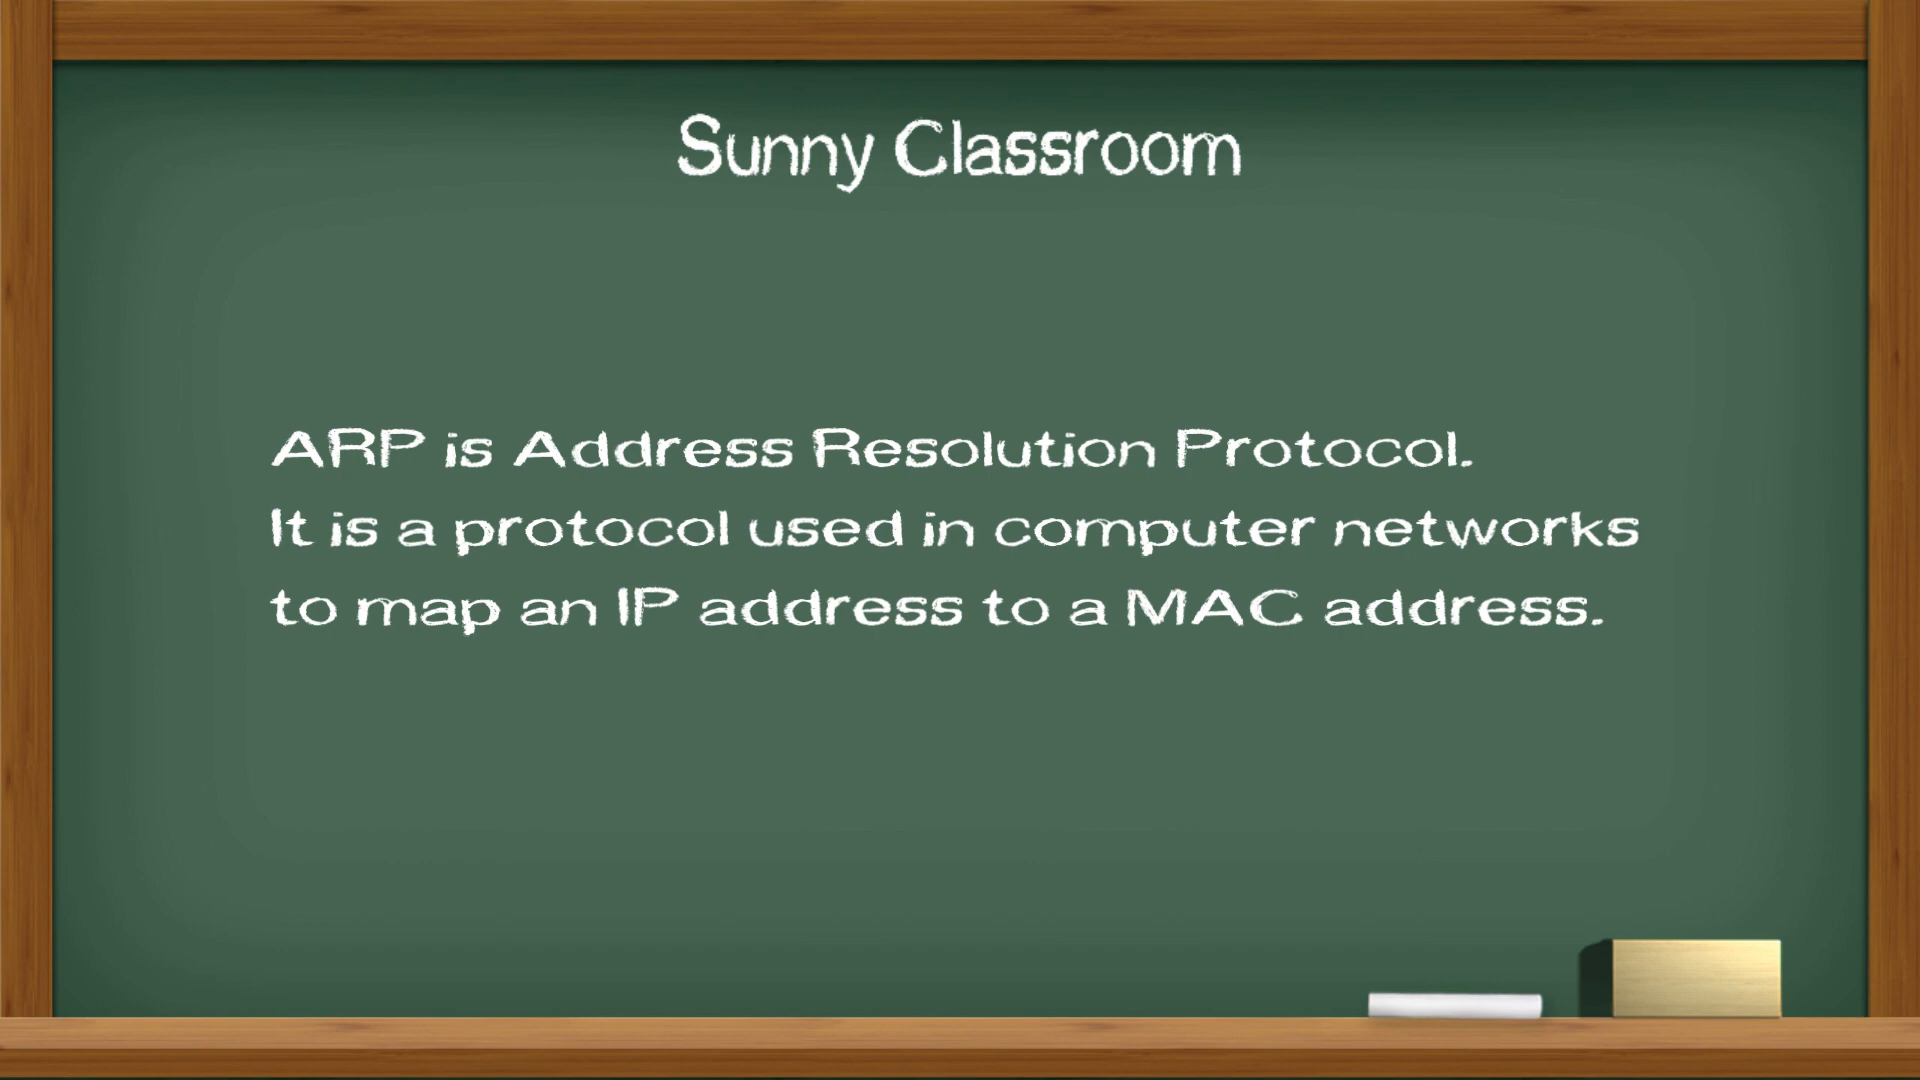 Sunny Classroom
ARP is Address Resolution Protocol.
It is a protocol used in computer networks
to map an IP address to a MAC address.